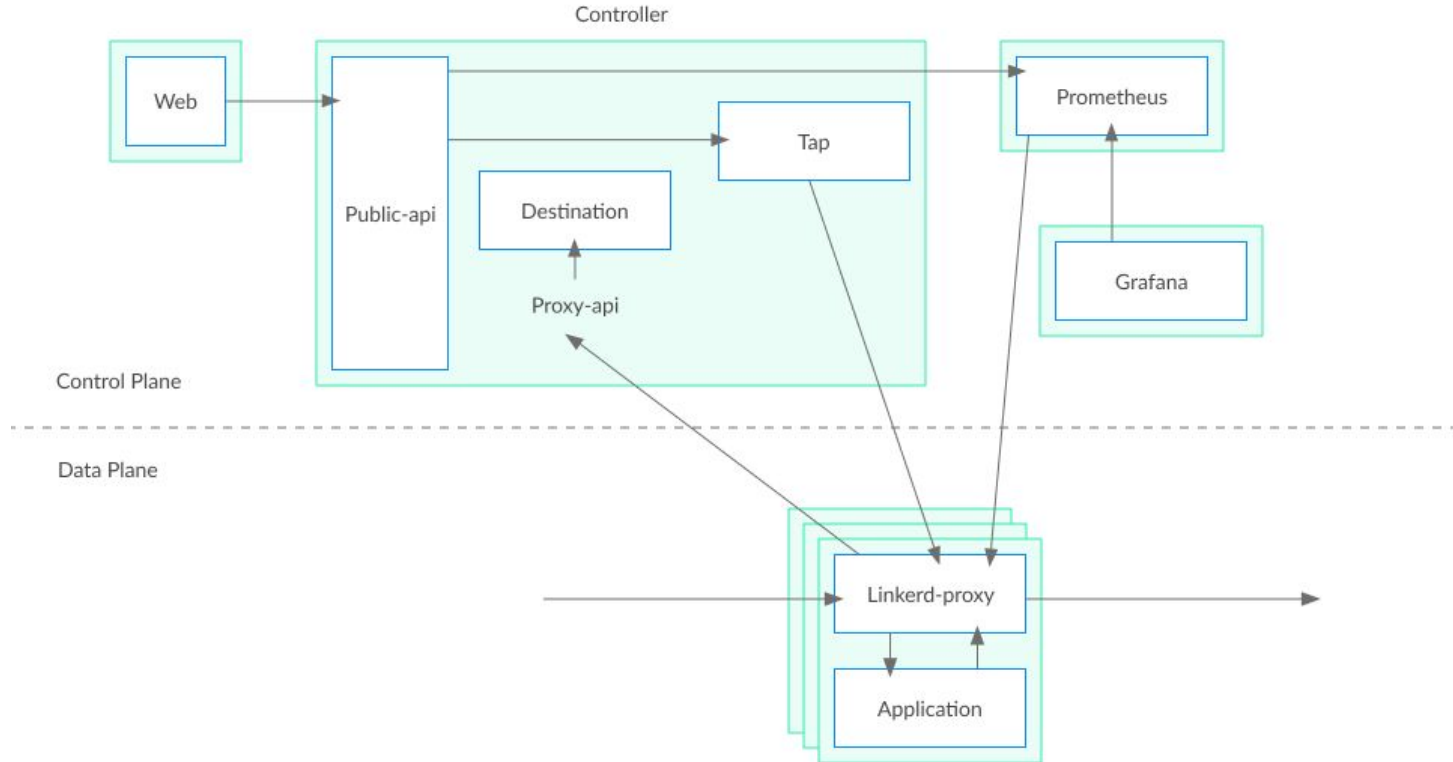 Controller
Web
Prometheus
Tap
Public-api
Destination
Grafana
Proxy-api
Control Plane
Data Plane
Linkerd-proxy
Application